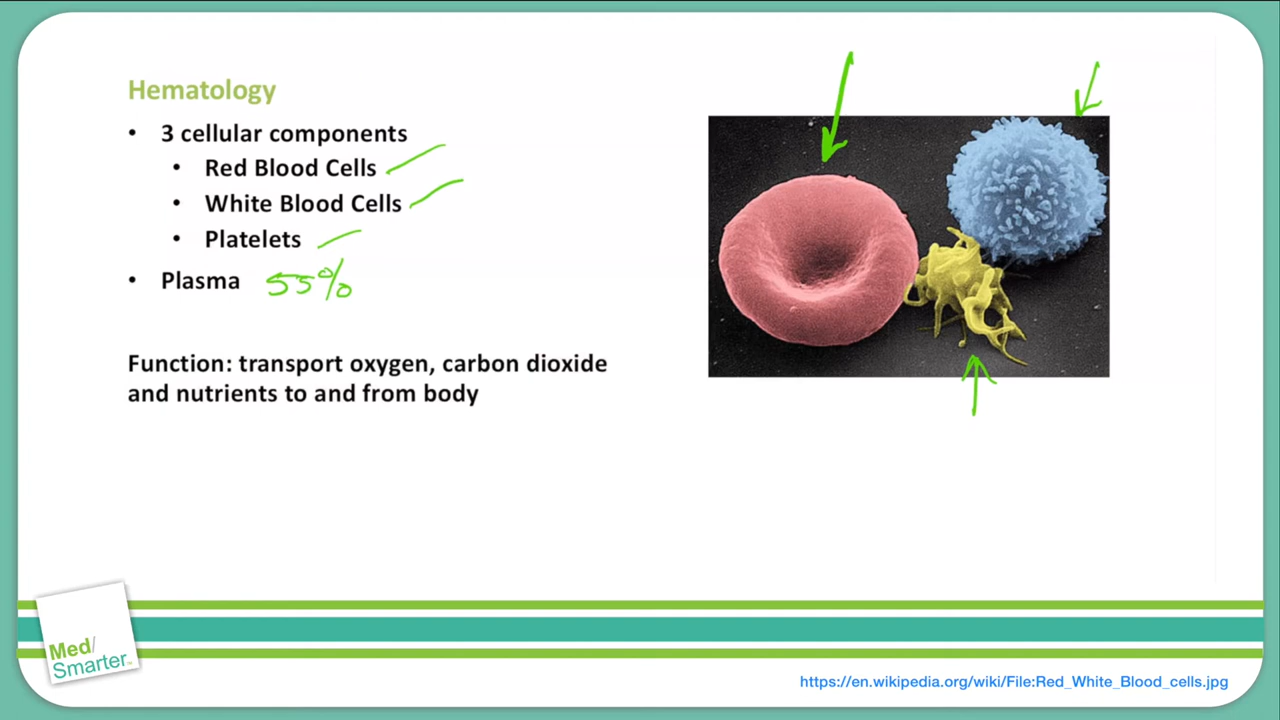 Hematology
• 3 cellular components
• Red Blood Cells
• White Blood Cells
• Platelets
• Plasma 55%
Function: transport oxygen, carbon dioxide
and nutrients to and from body
Med/
Smarter™
https://en.wikipedia.org/wiki/File:Red_White_Blood_cells.jpg